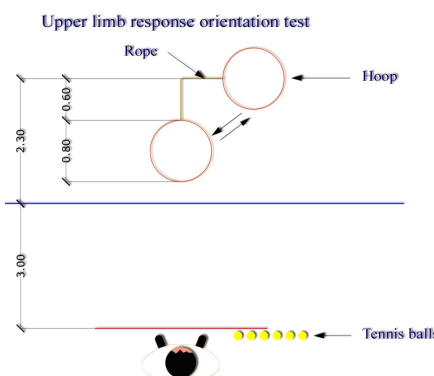 Upper limb response orientation test
Rope
Hoop
0.60
2.30
0.80
3.00
Tennis balls